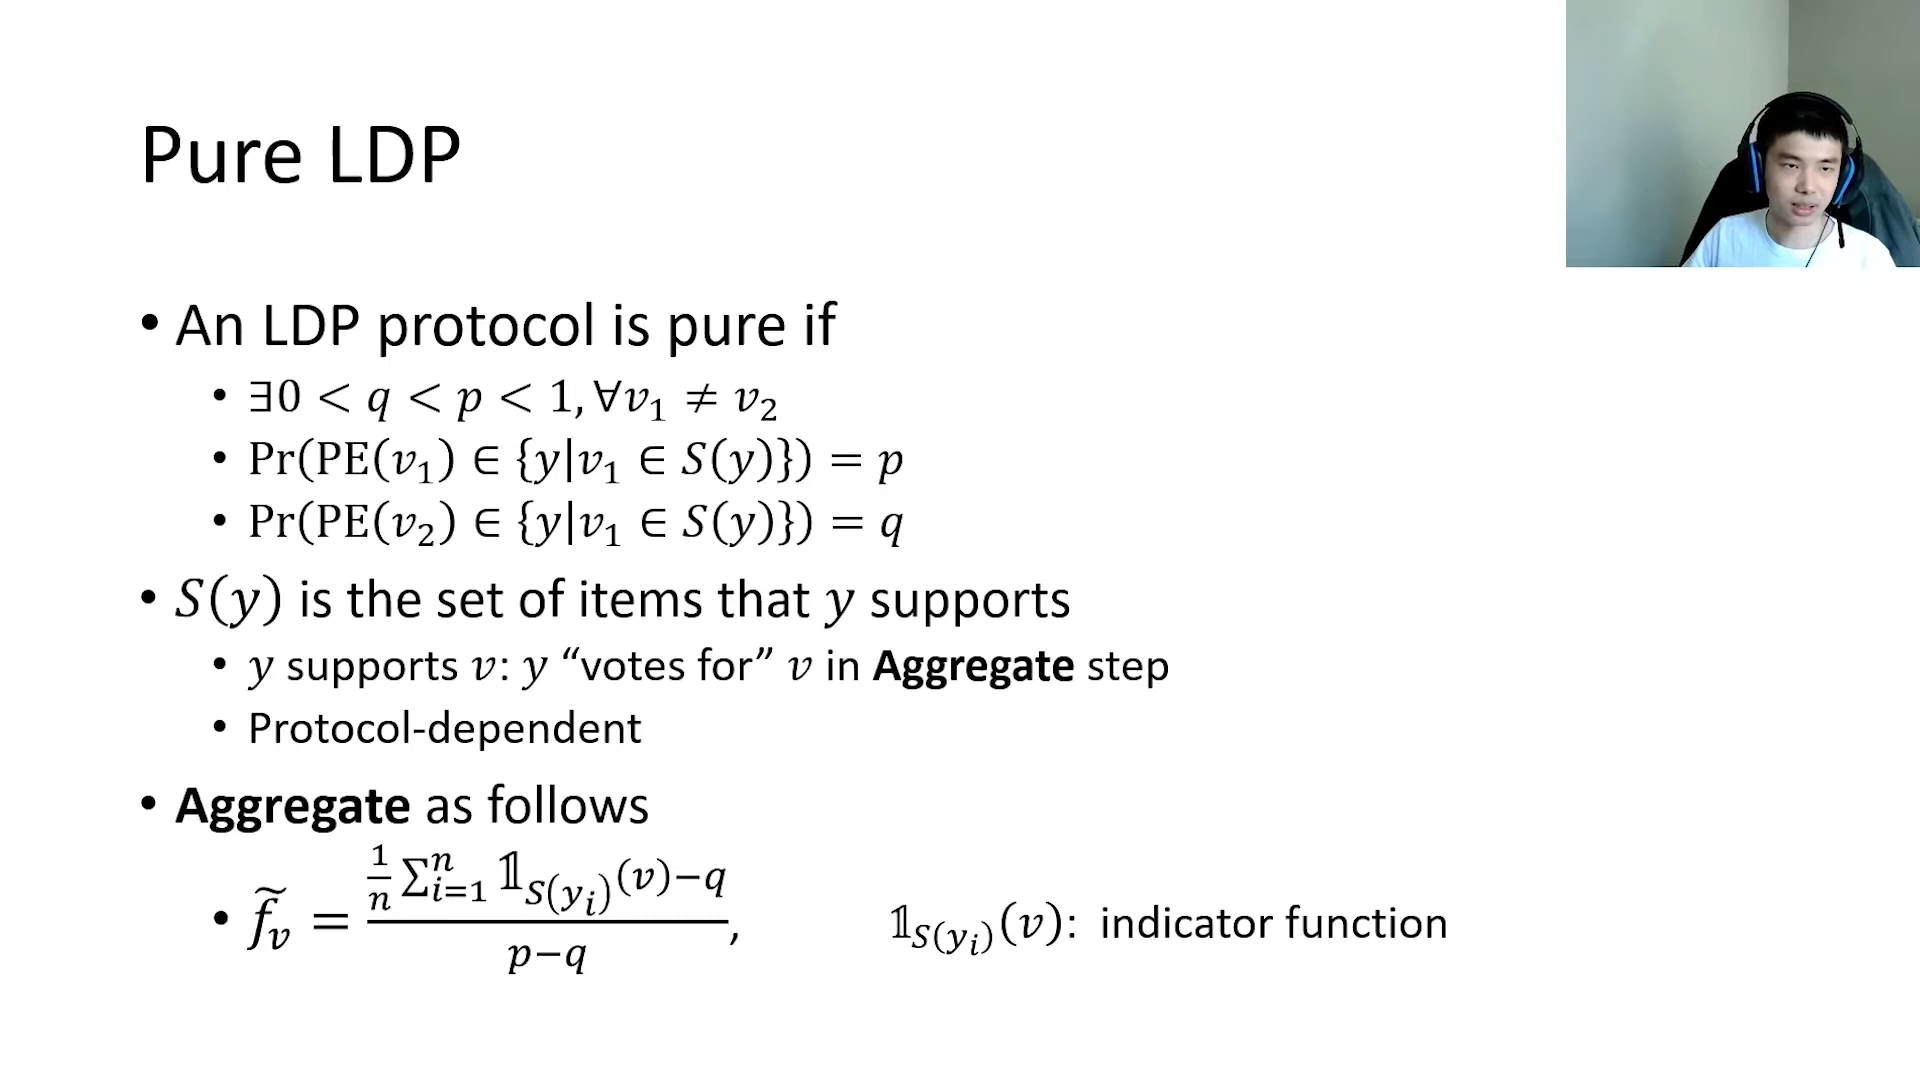 Pure LDP
• An LDP protocol is pure if
• ∃0 < q < p < 1, ∀v₁ ≠ v₂
• Pr(PE(v₁) ∈ {y|v₁ ∈ S(y)}) = p
• Pr(PE(v₂) ∈ {y|v₁ ∈ S(y)}) = q
• S(y) is the set of items that y supports
• y supports v: y “votes for” v in Aggregate step
• Protocol-dependent
• Aggregate as follows
• f̃ᵥ = (1/n ∑ⁿᵢ₌₁ 𝟙_S(yᵢ)(v)−q)/(p−q), 𝟙_S(yᵢ)(v): indicator function